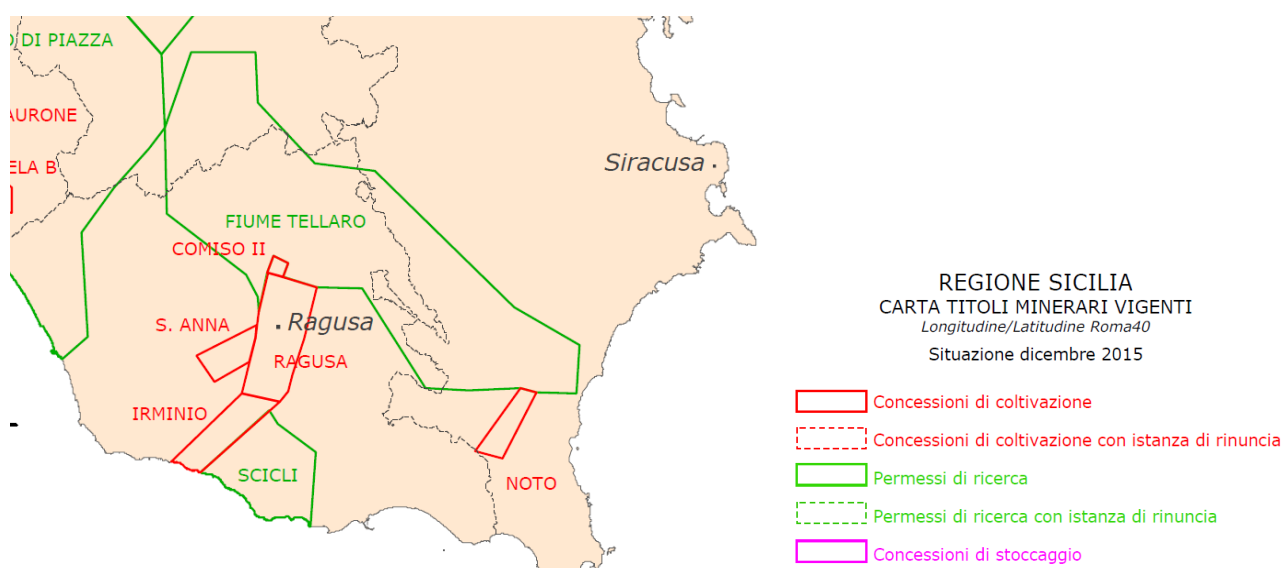 O DI PIAZZA
AURONE
ELA B
Siracusa
FIUME TELLARO
COMISO II
S. ANNA
Ragusa
RAGUSA
IRMINIO
SCICLI
NOTO
REGIONE SICILIA
CARTA TITOLI MINERARI VIGENTI
Longitudine/Latitudine Roma40
Situazione dicembre 2015
Concessioni di coltivazione
Concessioni di coltivazione con istanza di rinuncia
Permessi di ricerca
Permessi di ricerca con istanza di rinuncia
Concessioni di stoccaggio